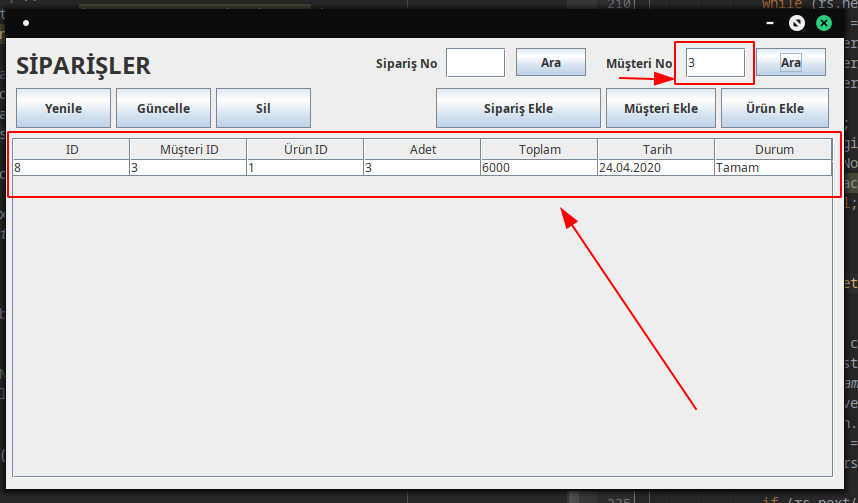 SİPARİŞLER
Sipariş No Ara Müşteri No 3 Ara
Yenile Güncelle Sil Sipariş Ekle Müşteri Ekle Ürün Ekle
ID Müşteri ID Ürün ID Adet Toplam Tarih Durum
8 3 1 3 6000 24.04.2020 Tamam